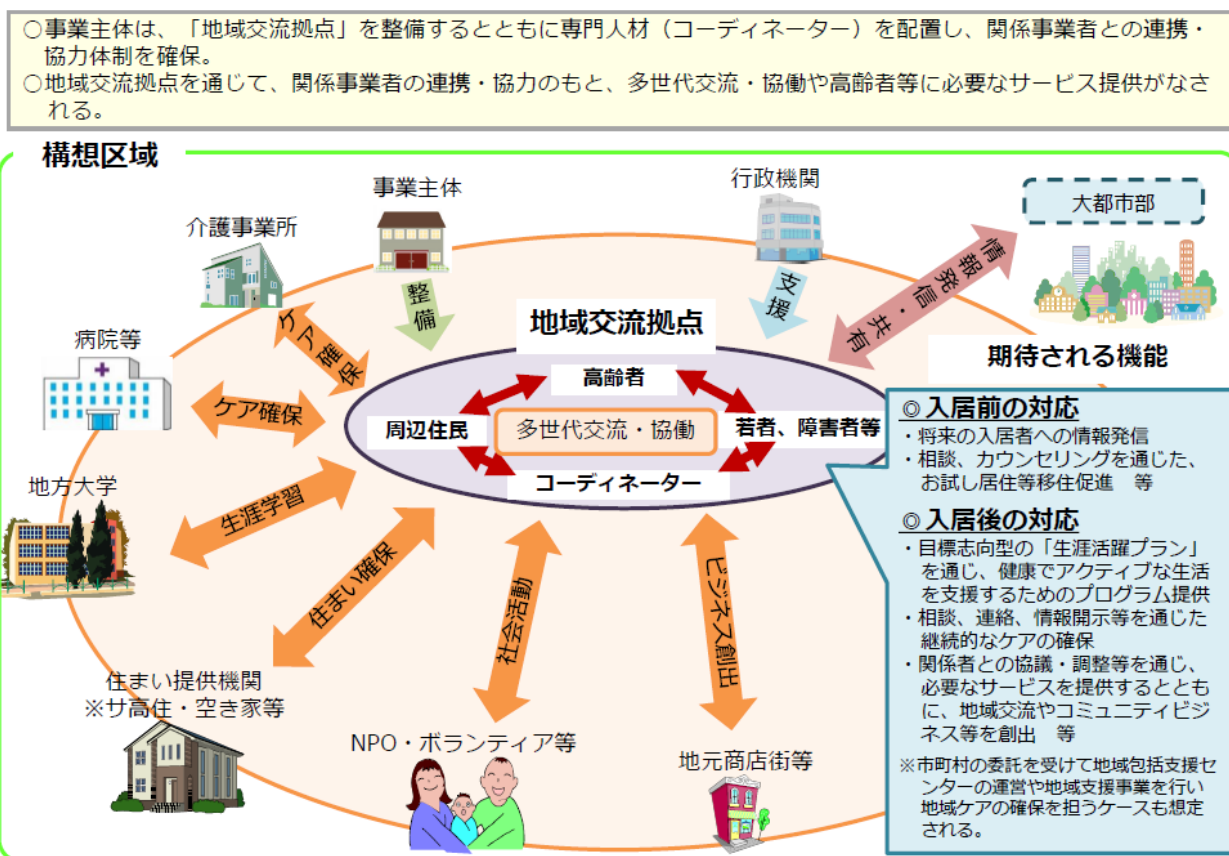 ○事業主体は、「地域交流拠点」を整備するとともに専門人材（コーディネーター）を配置し、関係事業者との連携・
協力体制を確保。
○地域交流拠点を通じて、関係事業者の連携・協力のもと、多世代交流・協働や高齢者等に必要なサービス提供がなさ
れる。
構想区域
事業主体
行政機関
大都市部
介護事業所
整備
支援
情報発信・共有
病院等
ケア確保
地域交流拠点
期待される機能
高齢者
ケア確保
周辺住民
多世代交流・協働
若者、障害者等
コーディネーター
地方大学
生涯学習
住まい確保
社会活動
ビジネス創出
住まい提供機関
※サ高住・空き家等
NPO・ボランティア等
地元商店街等
◎入居前の対応
・将来の入居者への情報発信
・相談、カウンセリングを通じた、
お試し居住等移住促進　等
◎入居後の対応
・目標志向型の「生涯活躍プラン」
を通じ、健康でアクティブな生活
を支援するためのプログラム提供
・相談、連絡、情報開示等を通じた
継続的なケアの確保
・関係者との協議・調整等を通じ、
必要なサービスを提供するととも
に、地域交流やコミュニティビジ
ネス等を創出　等
※市町村の委託を受けて地域包括支援セ
ンターの運営や地域支援事業を行い
地域ケアの確保を担うケースも想定
される。